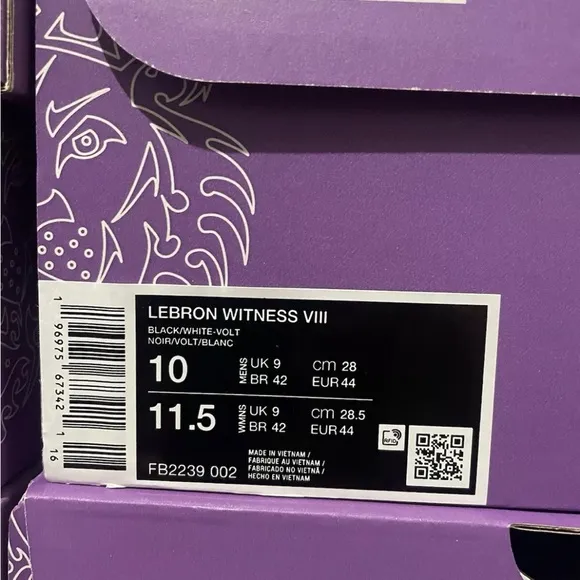 LEBRON WITNESS VIII
BLACK/WHITE-VOLT
NOIR/VOLT/BLANC
10 MENS UK 9 cm 28
BR 42 EUR 44
11.5 WMNS UK 9 cm 28.5
BR 42 EUR 44
FB2239 002
MADE IN VIETNAM /
FABRIQUE AU VIETNAM /
FABRICADO NO VIETNÃ /
HECHO EN VIETNAM
RFID
1 96975 67342 1 16